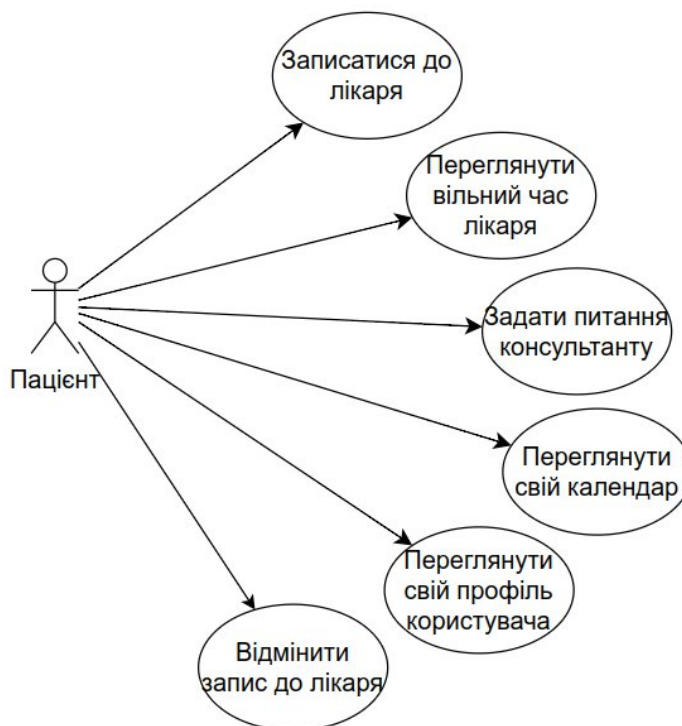 Записатися до
лікаря
Переглянути
вільний час
лікаря
Задати питання
консультанту
Пацієнт
Переглянути
свій календар
Переглянути
свій профіль
користувача
Відмінити
запис до лікаря